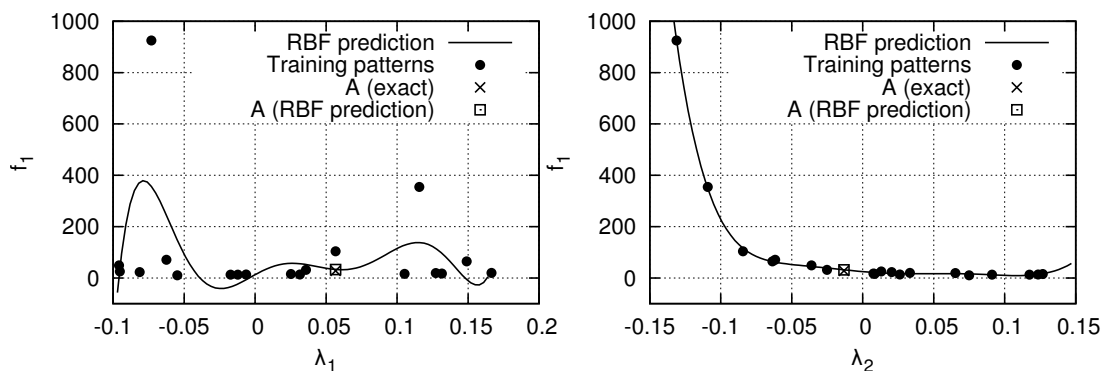 1000
800
600
400
200
0
f1
-0.1
-0.05
0
0.05
0.1
0.15
0.2
λ1
RBF prediction
Training patterns
A (exact)
A (RBF prediction)
1000
800
600
400
200
0
f1
-0.15
-0.1
-0.05
0
0.05
0.1
0.15
λ2
RBF prediction
Training patterns
A (exact)
A (RBF prediction)